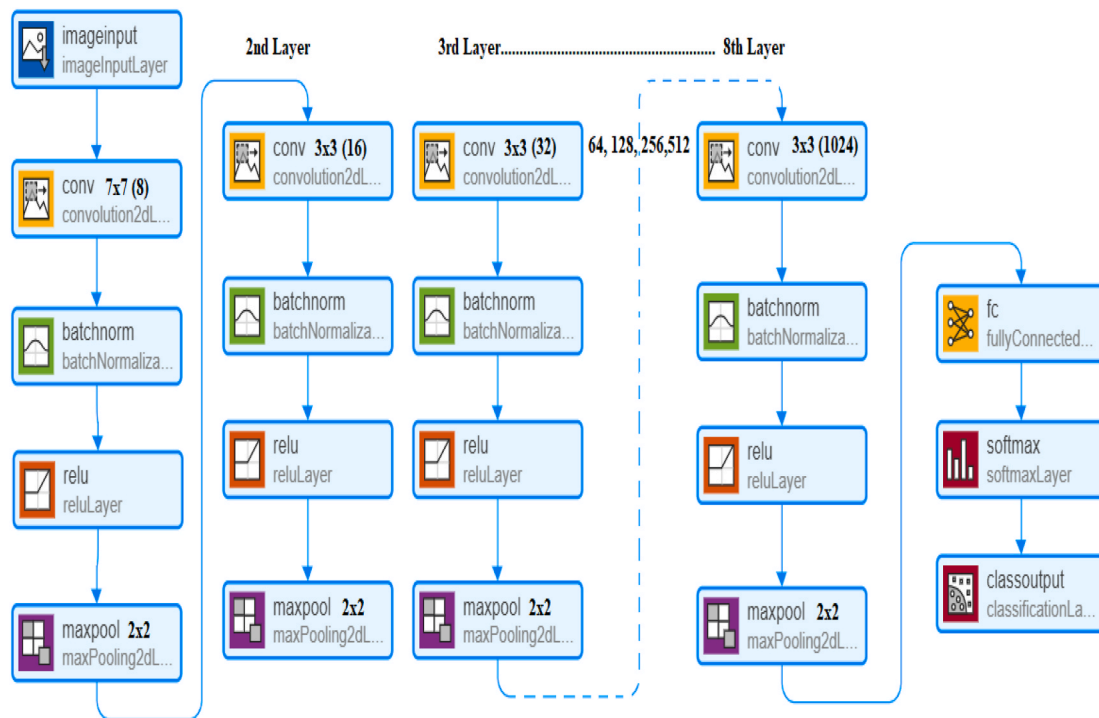 imageinput
imageInputLayer
conv 7x7 (8)
convolution2dL...
batchnorm
batchNormaliza...
relu
reluLayer
maxpool 2x2
maxPooling2dL...
2nd Layer
conv 3x3 (16)
convolution2dL...
batchnorm
batchNormaliza...
relu
reluLayer
maxpool 2x2
maxPooling2dL...
3rd Layer.......................................................... 8th Layer
conv 3x3 (32)
convolution2dL...
batchnorm
batchNormaliza...
relu
reluLayer
maxpool 2x2
maxPooling2dL...
64, 128, 256,512
conv 3x3 (1024)
convolution2dL...
batchnorm
batchNormaliza...
relu
reluLayer
maxpool 2x2
maxPooling2dL...
fc
fullyConnected...
softmax
softmaxLayer
classoutput
classificationLa...